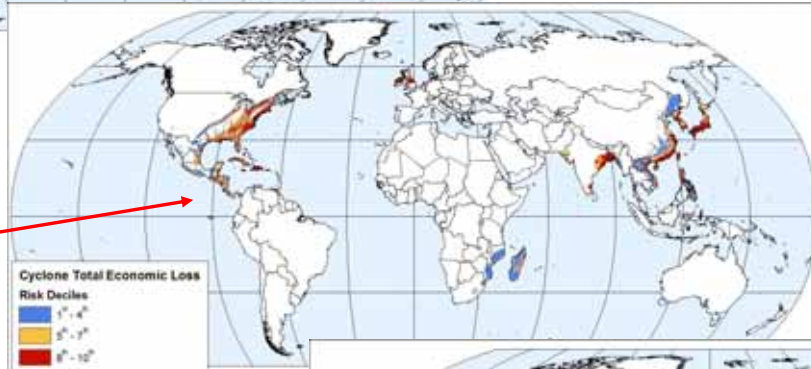 Cyclone Total Economic Loss
Risk Deciles
1st - 4th
5th - 7th
8th - 10th